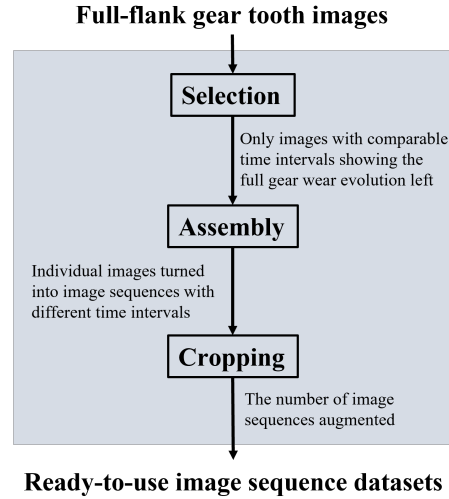 Full-flank gear tooth images
Selection
Only images with comparable
time intervals showing the
full gear wear evolution left
Assembly
Individual images turned
into image sequences with
different time intervals
Cropping
The number of image
sequences augmented
Ready-to-use image sequence datasets